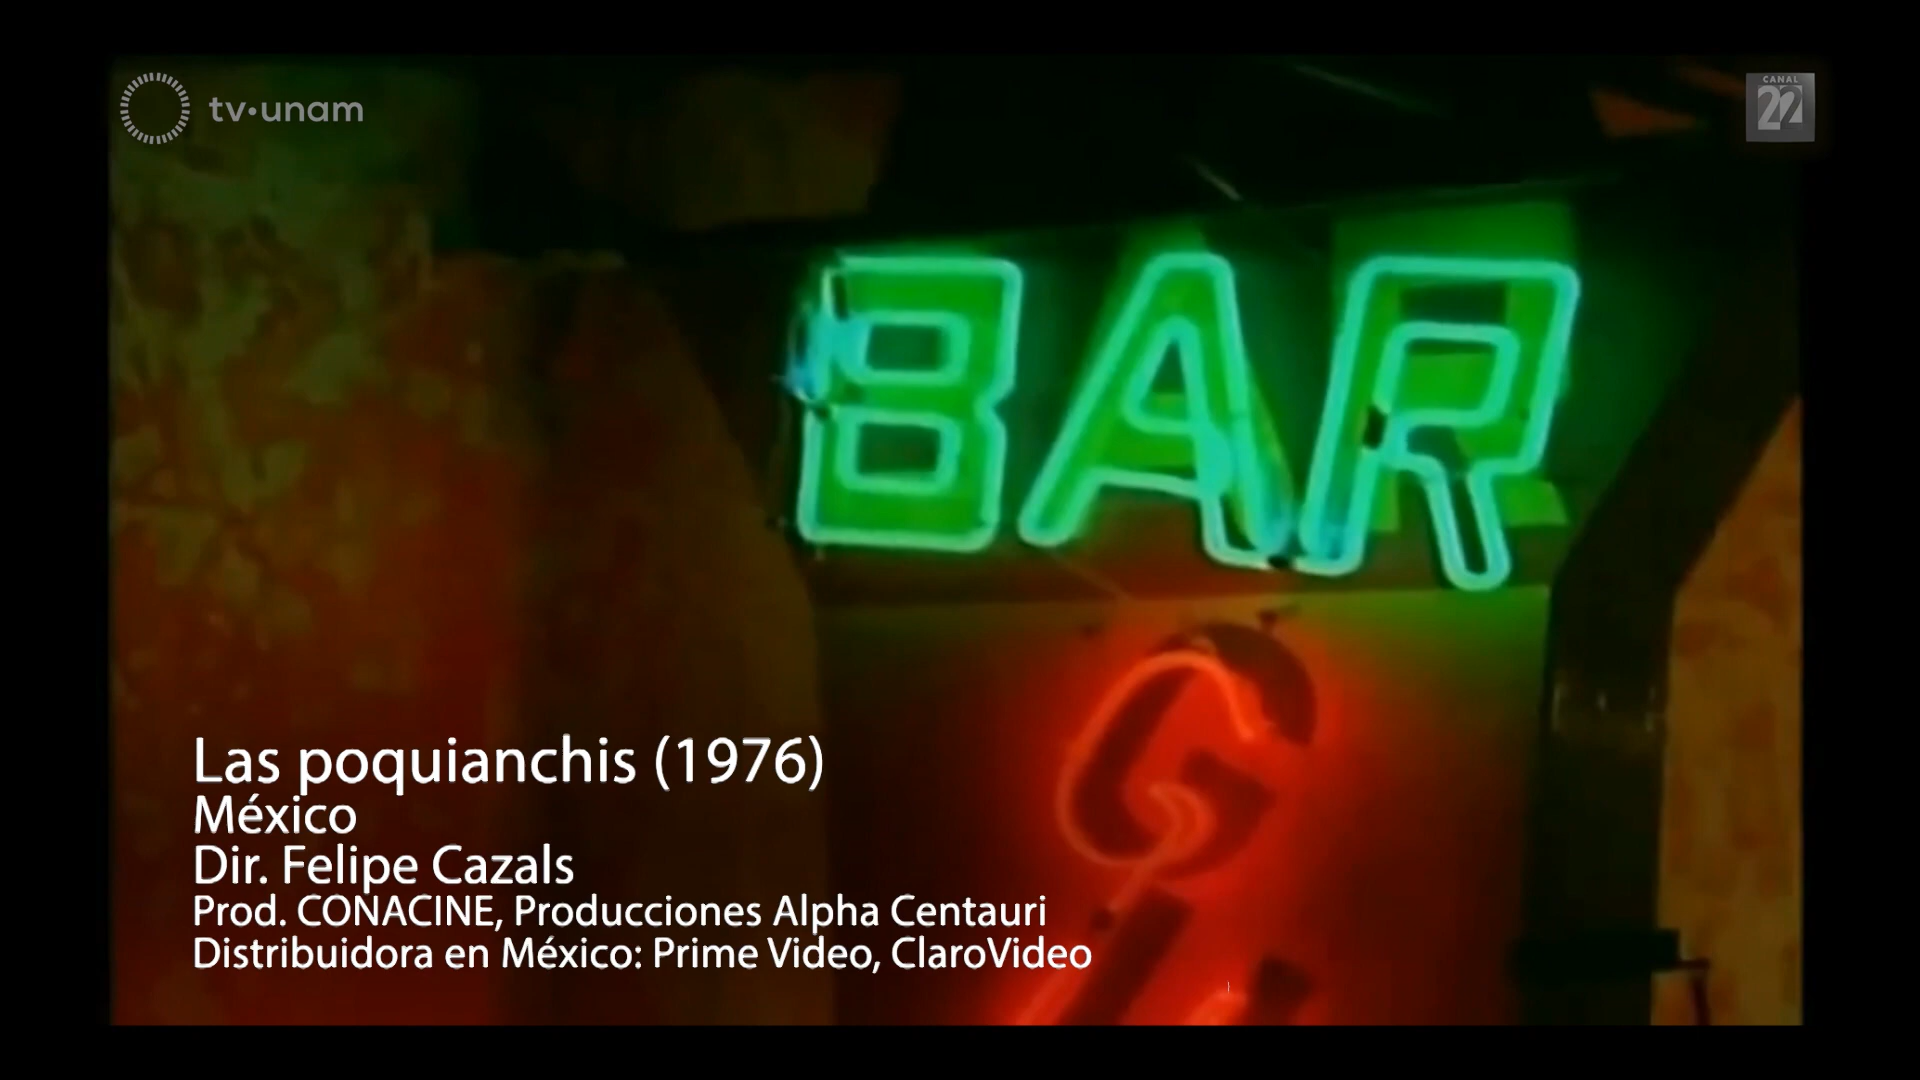 tv·unam
CANAL
22
BAR
G
Las poquianchis (1976)
México
Dir. Felipe Cazals
Prod. CONACINE, Producciones Alpha Centauri
Distribuidora en México: Prime Video, ClaroVideo